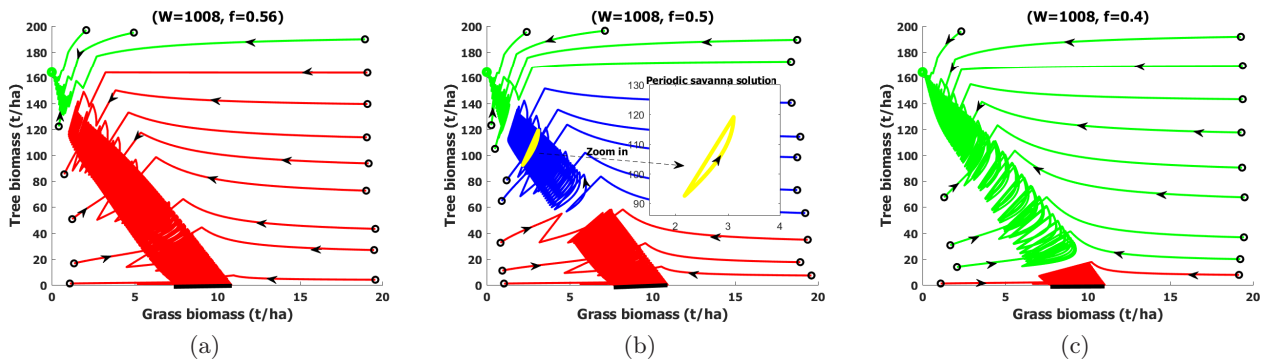 (W=1008, f=0.56)
200
180
160
140
120
100
80
60
40
20
0
Tree biomass (t/ha)
0 5 10 15 20
Grass biomass (t/ha)
(a)
(W=1008, f=0.5)
200
180
160
140
120
100
80
60
40
20
0
Tree biomass (t/ha)
Periodic savanna solution
130
120
110
100
90
2 3 4
Zoom in
0 5 10 15 20
Grass biomass (t/ha)
(b)
(W=1008, f=0.4)
200
180
160
140
120
100
80
60
40
20
0
Tree biomass (t/ha)
0 5 10 15 20
Grass biomass (t/ha)
(c)